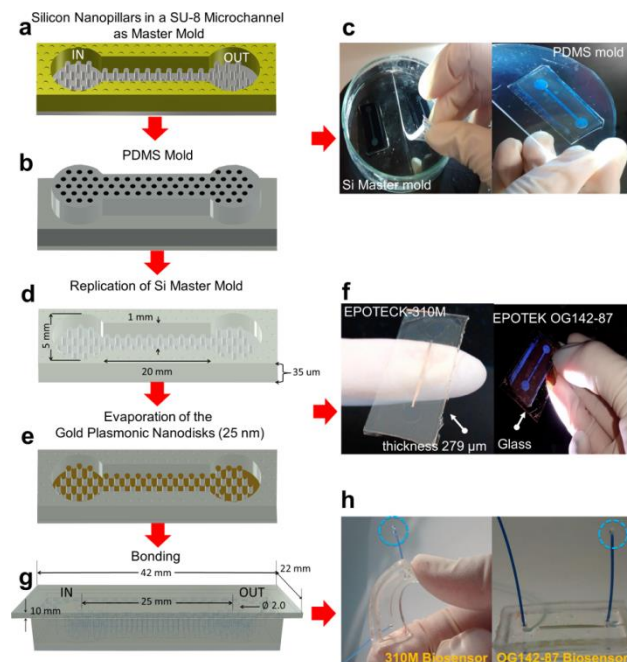 Silicon Nanopillars in a SU-8 Microchannel
as Master Mold
a
IN
OUT
c
PDMS mold
Si Master mold
b
PDMS Mold
Replication of Si Master Mold
d
1 mm
5 mm
20 mm
35 um
f
EPOTECK-310M
EPOTEK OG142-87
thickness 279 μm
Glass
Evaporation of the
Gold Plasmonic Nanodisks (25 nm)
e
Bonding
g
42 mm
22 mm
IN
OUT
25 mm
Ø 2.0
10 mm
h
310M Biosensor
OG142-87 Biosensor